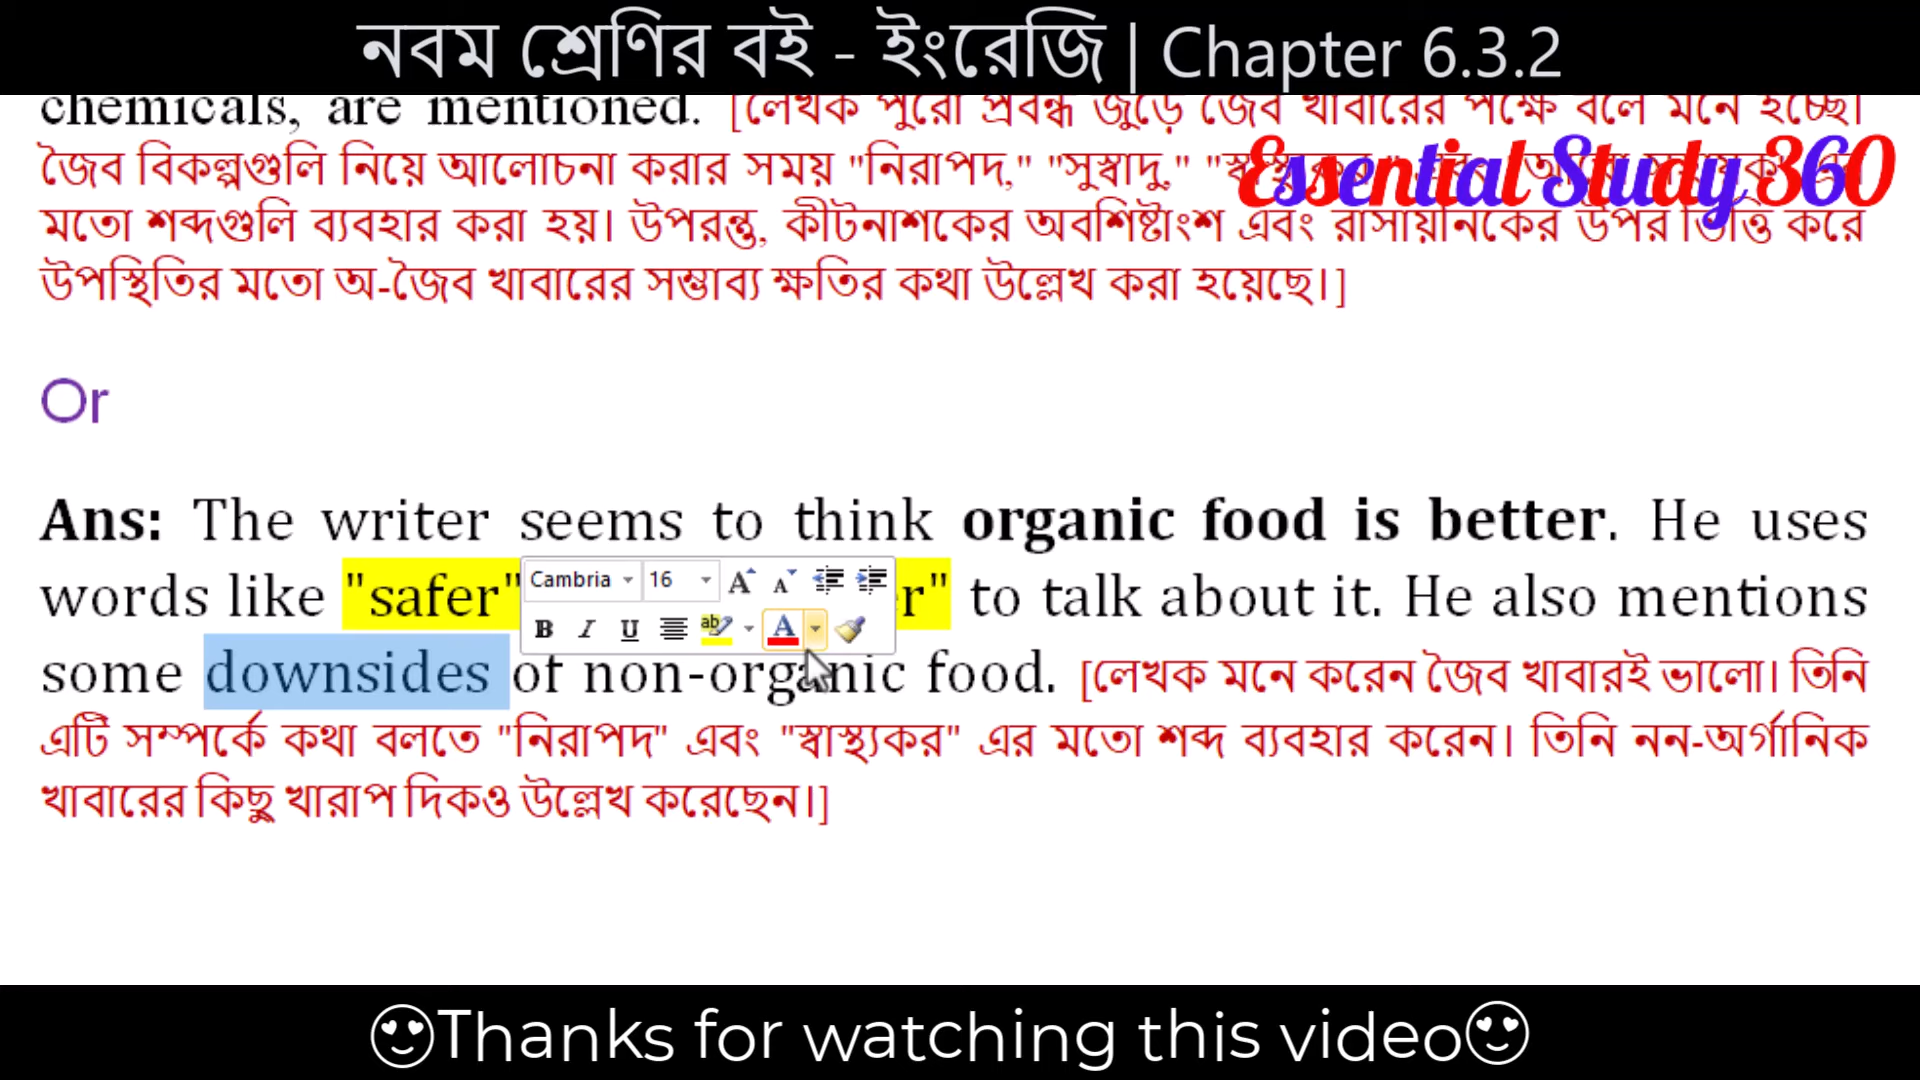 নবম শ্রেণির বই - ইংরেজি | Chapter 6.3.2
chemicals, are mentioned. [লেখক পুরো প্রবন্ধ জুড়ে জৈব খাবারের পক্ষে বলে মনে হচ্ছে।
জৈব বিকল্পগুলি নিয়ে আলোচনা করার সময় "নিরাপদ," "সুস্বাদু,"
Essential Study 360
মতো শব্দগুলি ব্যবহার করা হয়। উপরন্তু, কীটনাশকের অবশিষ্টাংশ এবং রাসায়নিকের উপর ভিত্তি করে
উপস্থিতির মতো অ-জৈব খাবারের সম্ভাব্য ক্ষতির কথা উল্লেখ করা হয়েছে।]
Or
Ans: The writer seems to think organic food is better. He uses
words like "safer" to talk about it. He also mentions
Cambria 16
some downsides of non-organic food. [লেখক মনে করেন জৈব খাবারই ভালো। তিনি
এটি সম্পর্কে কথা বলতে "নিরাপদ" এবং "স্বাস্থ্যকর" এর মতো শব্দ ব্যবহার করেন। তিনি নন-অর্গানিক
খাবারের কিছু খারাপ দিকও উল্লেখ করেছেন।]
Thanks for watching this video